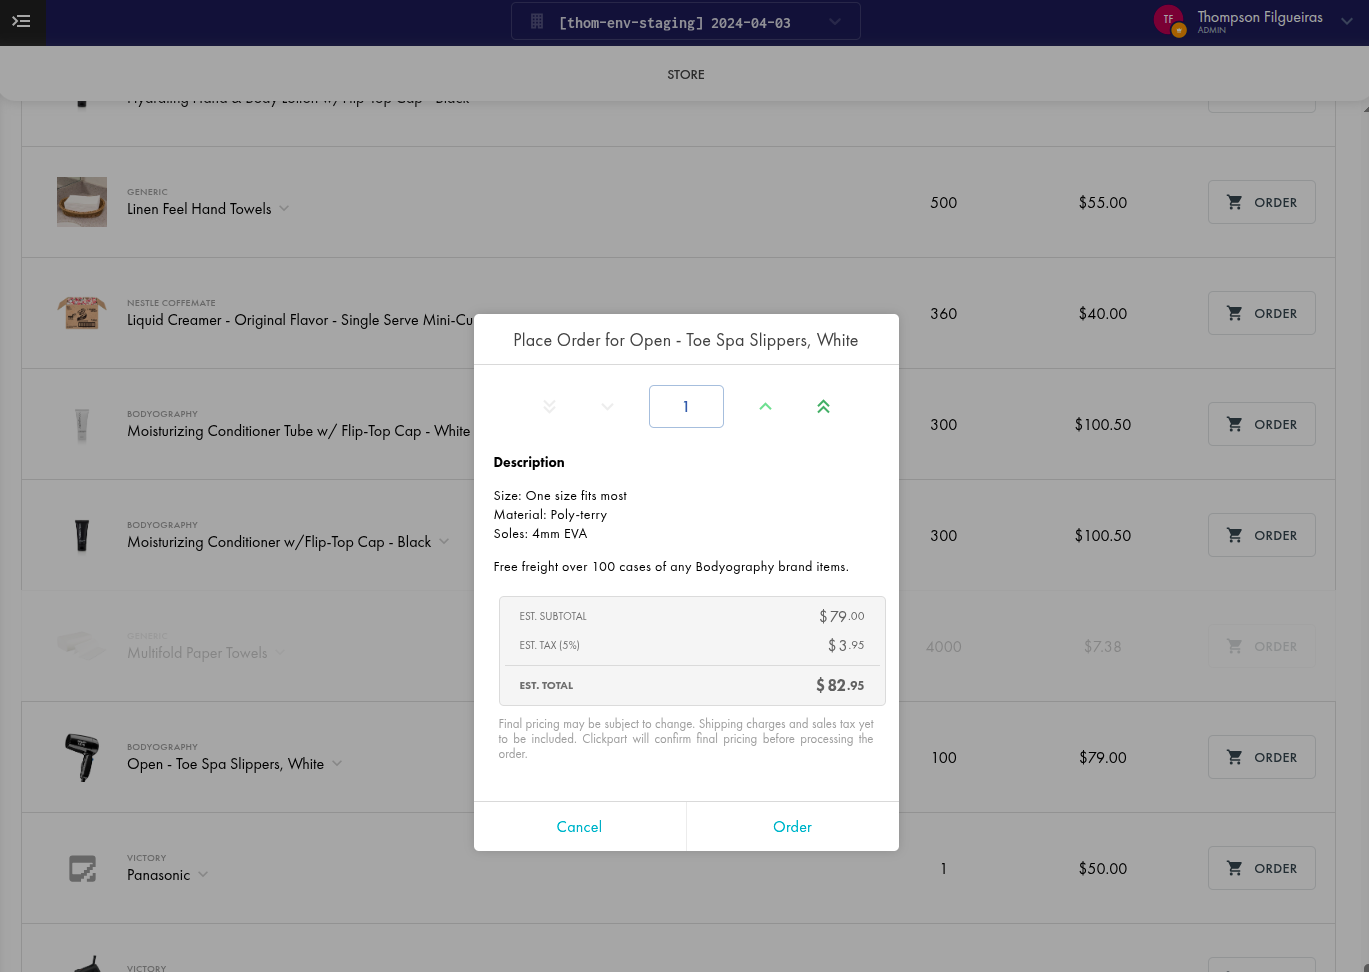 [thom-env-staging] 2024-04-03
TF
Thompson Filgueiras
ADMIN
STORE
Hydrating Hand & Body Lotion w/Flip-Top Cap - Black
GENERIC
Linen Feel Hand Towels
500
$55.00
ORDER
NESTLE COFFEMATE
Liquid Creamer - Original Flavor - Single Serve Mini-Cu
360
$40.00
ORDER
BODYOGRAPHY
Moisturizing Conditioner Tube w/ Flip-Top Cap - White
300
$100.50
ORDER
BODYOGRAPHY
Moisturizing Conditioner w/Flip-Top Cap - Black
300
$100.50
ORDER
GENERIC
Multifold Paper Towels
4000
$7.38
ORDER
BODYOGRAPHY
Open - Toe Spa Slippers, White
100
$79.00
ORDER
VICTORY
Panasonic
1
$50.00
ORDER
VICTORY
Place Order for Open - Toe Spa Slippers, White
1
Description
Size: One size fits most
Material: Poly-terry
Soles: 4mm EVA
Free freight over 100 cases of any Bodyography brand items.
EST. SUBTOTAL $79.00
EST. TAX (5%) $3.95
EST. TOTAL $82.95
Final pricing may be subject to change. Shipping charges and sales tax yet
to be included. Clickpart will confirm final pricing before processing the
order.
Cancel
Order